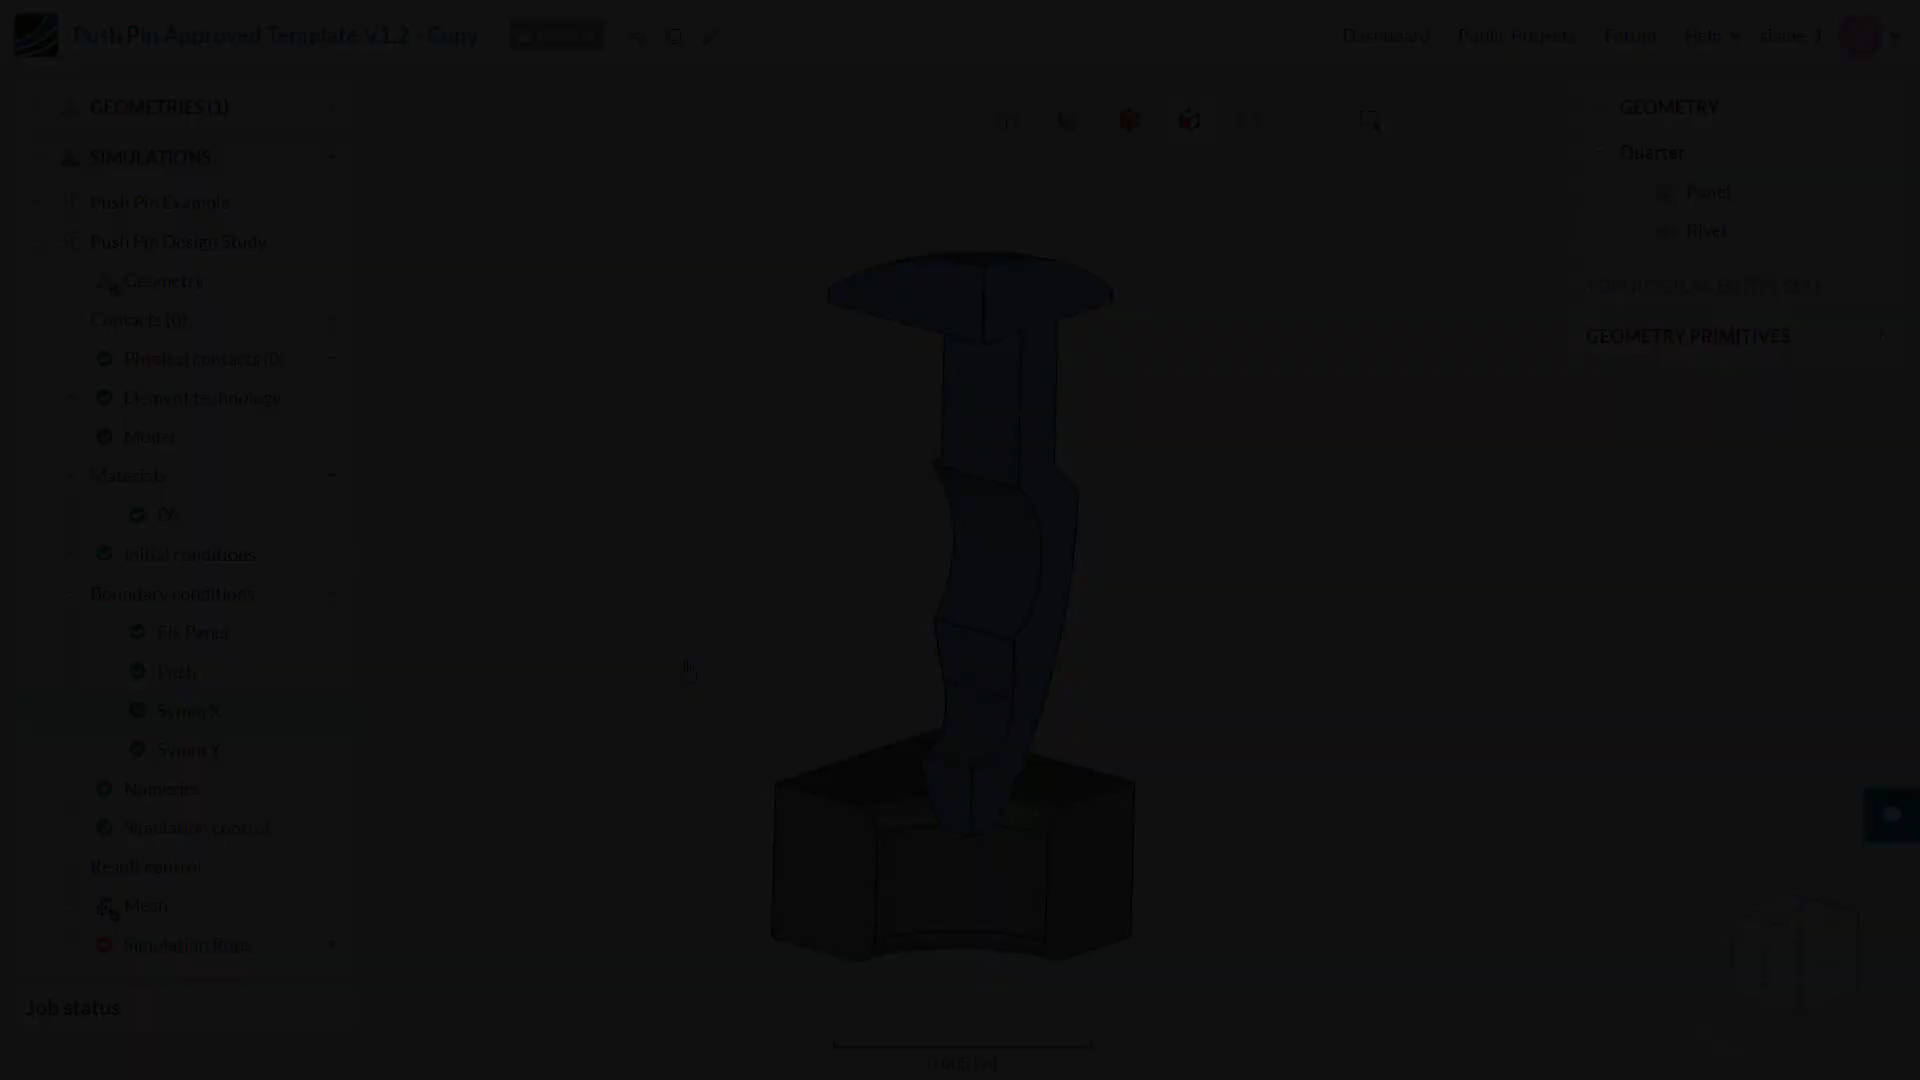 Push Pin Approved Template V1.2 - Copy
Dashboard
Public Projects
Forum
Help
GEOMETRIES (1)
SIMULATIONS
Push Pin Example
Push Pin Design Study
Geometry
Contacts (0)
Physical contacts (0)
Element technology
Model
Materials
Initial conditions
Boundary conditions
Fix Panel
Push
Symm X
Symm Y
Numerics
Simulation control
Result control
Mesh
Simulation Runs
Job status
GEOMETRY
Quarter
Panel
Rivet
GEOMETRY PRIMITIVES